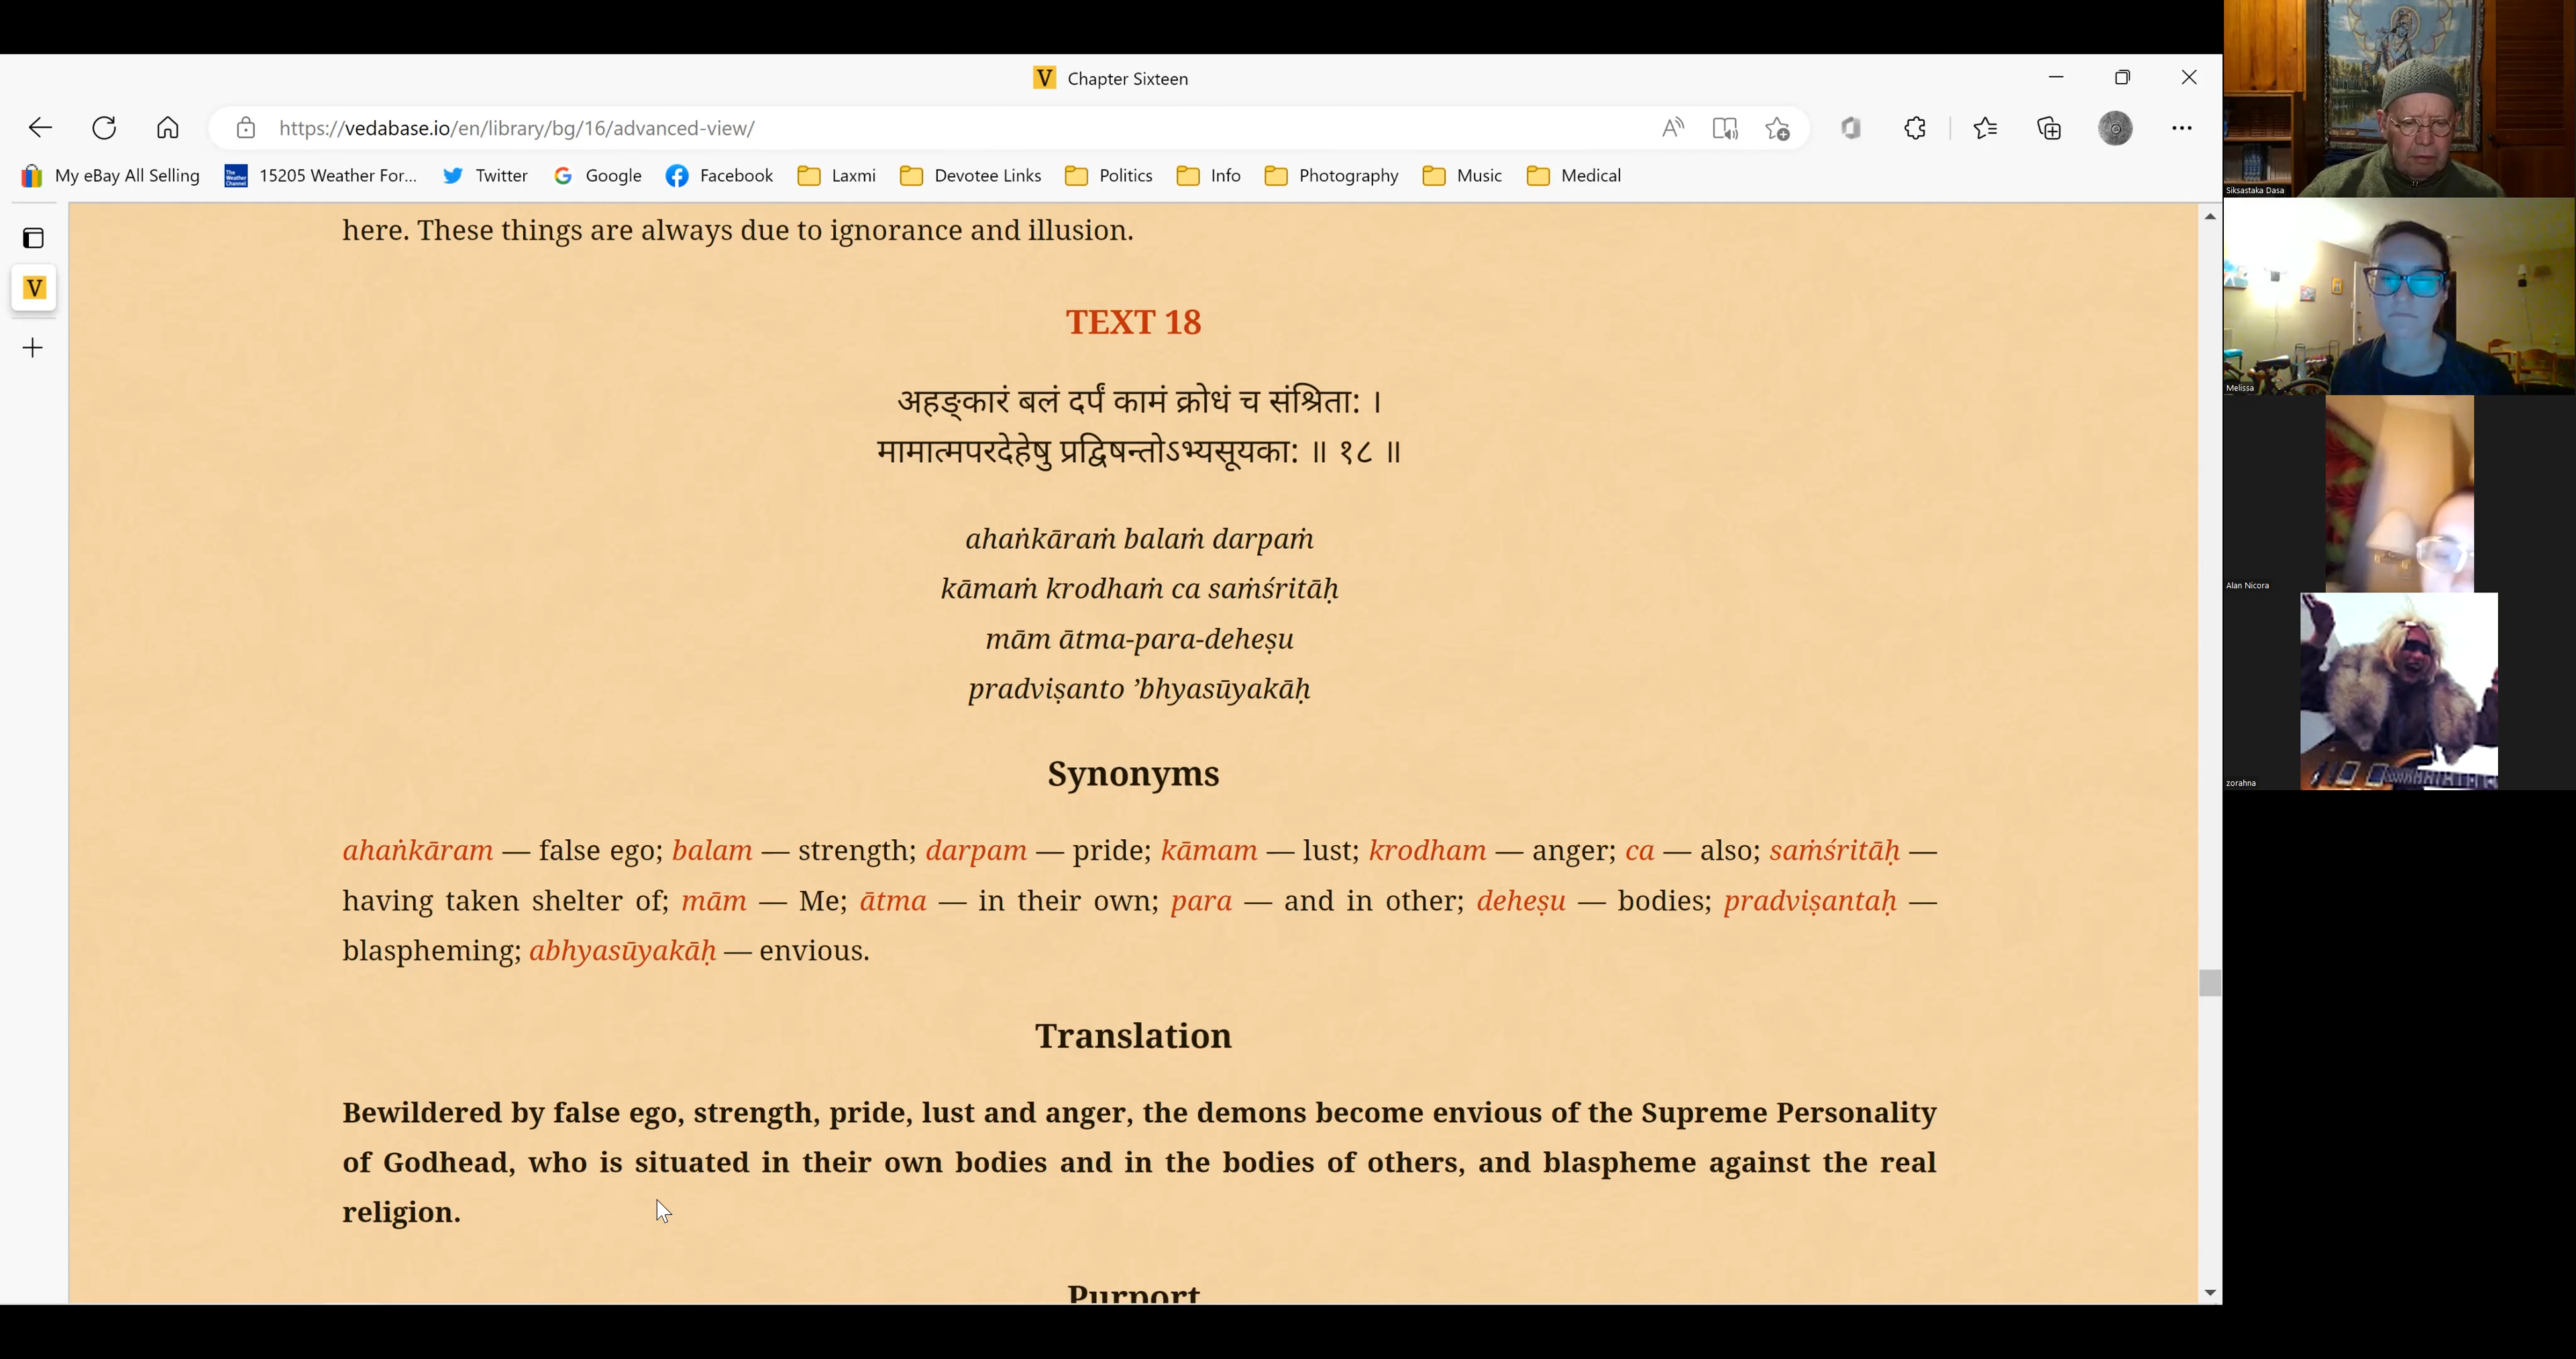 Chapter Sixteen
https://vedabase.io/en/library/bg/16/advanced-view/
My eBay All Selling
The Weather Channel
15205 Weather For...
Twitter
Google
Facebook
Laxmi
Devotee Links
Politics
Info
Photography
Music
Medical
here. These things are always due to ignorance and illusion.
TEXT 18
अहङ्कारं बलं दर्पं कामं क्रोधं च संश्रिता: ।
मामात्मपरदेहेषु प्रद्विषन्तोऽभ्यसूयका: ॥ १८ ॥
ahaṅkāraṁ balaṁ darpaṁ
kāmaṁ krodhaṁ ca saṁśritāḥ
mām ātma-para-deheṣu
pradviṣanto ’bhyasūyakāḥ
Synonyms
ahaṅkāram — false ego; balam — strength; darpam — pride; kāmam — lust; krodham — anger; ca — also; saṁśritāḥ —
having taken shelter of; mām — Me; ātma — in their own; para — and in other; deheṣu — bodies; pradviṣantaḥ —
blaspheming; abhyasūyakāḥ — envious.
Translation
Bewildered by false ego, strength, pride, lust and anger, the demons become envious of the Supreme Personality
of Godhead, who is situated in their own bodies and in the bodies of others, and blaspheme against the real
religion.
Purport
Siksastaka Dasa
Melissa
Alan Nicora
zorahna